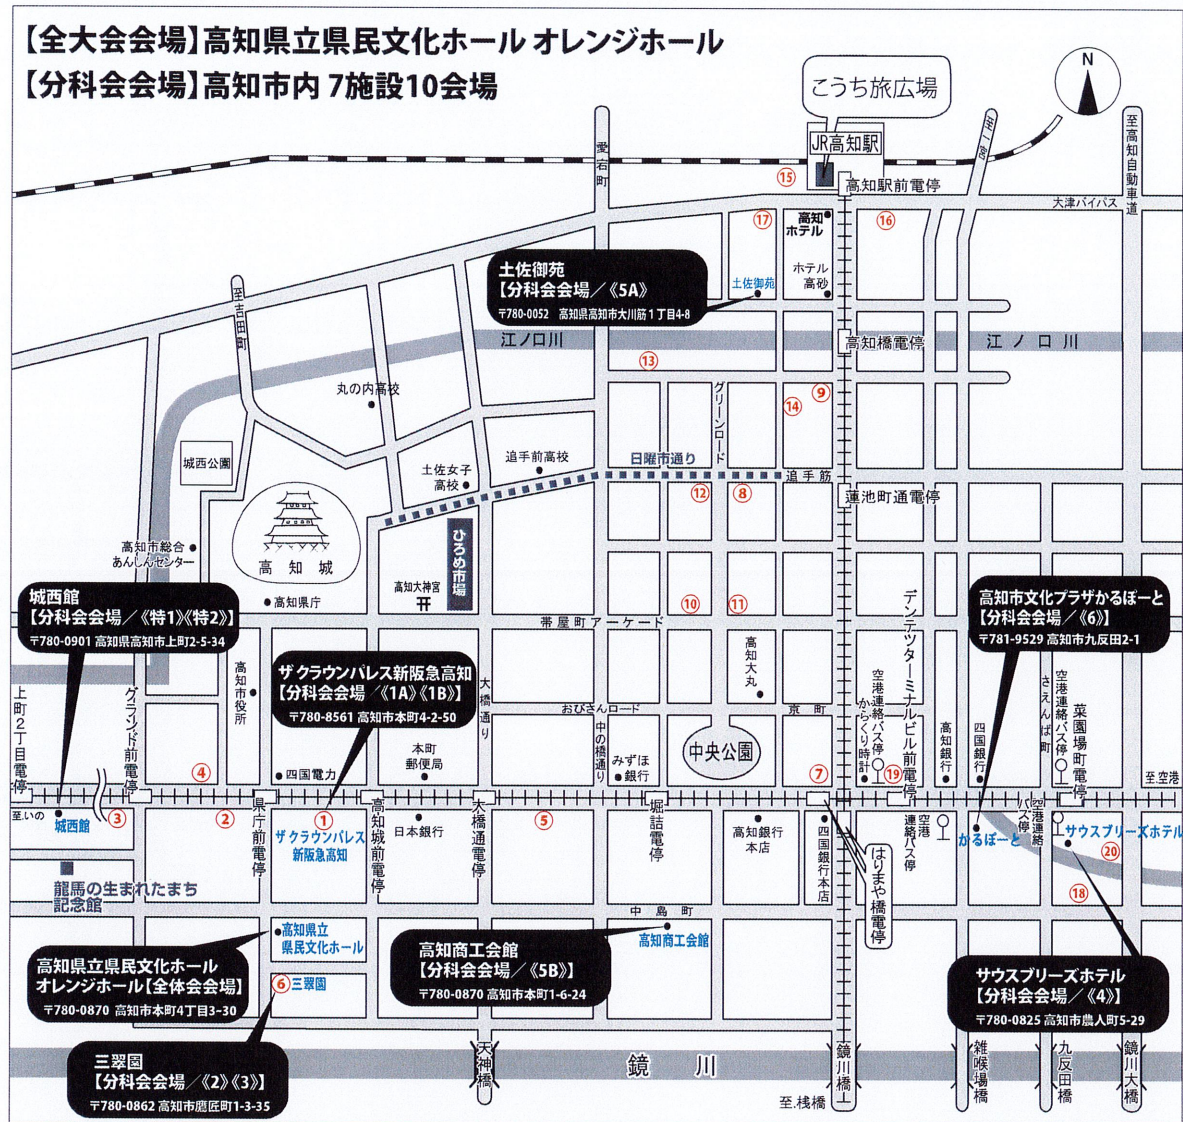 【全大会会場】高知県立県民文化ホール オレンジホール
【分科会会場】高知市内 7施設10会場
こうち旅広場
N
JR高知駅
高知駅前電停
愛宕町
至一宮
至高知自動車道
大津バイパス
⑮
⑰
⑯
高知
ホテル
土佐御苑
【分科会会場／《5A》
〒780-0052 高知県高知市大川筋1丁目4-8
土佐御苑
ホテル
高砂
至吉田町
江ノ口川
高知橋電停
江ノ口川
⑬
⑨
⑭
グリーンロード
丸の内高校
城西公園
土佐女子
高校
追手前高校
日曜市通り
追手筋
⑫
⑧
蓮池町通電停
高知市総合
あんしんセンター
高知城
ひろめ市場
高知大神宮
高知県庁
⑩
⑪
帯屋町アーケード
城西館
【分科会会場／《特1》《特2》】
〒780-0901 高知県高知市上町2-5-34
高知市文化プラザかるぽーと
【分科会会場／《6》】
〒781-9529 高知市九反田2-1
ザ クラウンパレス新阪急高知
【分科会会場／《1A》《1B》】
〒780-8561 高知市本町4-2-50
高知市役所
大橋通り
高知大丸
おびさんロード
京町
中の橋通り
中央公園
デンテツターミナルビル前電停
空港連絡バス停
からくり時計
高知銀行
四国銀行
さえんば町
空港連絡バス停
菜園場町電停
至.空港
上町2丁目電停
グランド前電停
④
四国電力
本町
郵便局
みずほ
銀行
⑦
⑲
至.いの
城西館
③
②
県庁前電停
①
ザ クラウンパレス
新阪急高知
高知城前電停
日本銀行
大橋通電停
⑤
堀詰電停
高知銀行
本店
四国銀行本店
はりまや橋電停
空港
連絡バス停
かるぽーと
空港連絡
バス停
サウスブリーズホテル
⑳
⑱
龍馬の生まれたまち
記念館
中島町
高知県立
県民文化ホール
高知商工会館
高知県立県民文化ホール
オレンジホール【全体会会場】
〒780-0870 高知市本町4丁目3-30
高知商工会館
【分科会会場／《5B》】
〒780-0870 高知市本町1-6-24
サウスブリーズホテル
【分科会会場／《4》】
〒780-0825 高知市農人町5-29
⑥三翠園
三翠園
【分科会会場／《2》《3》】
〒780-0862 高知市鷹匠町1-3-35
天神橋
鏡川
鏡川橋
雑喉場橋
九反田橋
鏡川大橋
至.桟橋